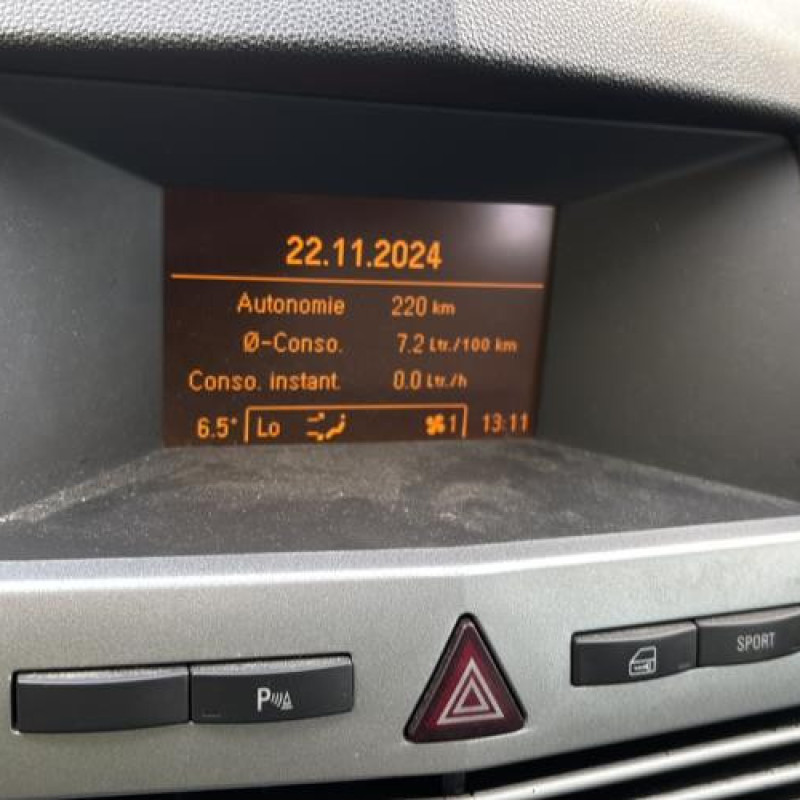 22.11.2024
Autonomie 220 km
Ø-Conso. 7.2 Ltr./100 km
Conso. instant. 0.0 Ltr./h
6.5° Lo 1 13:11
P
SPORT